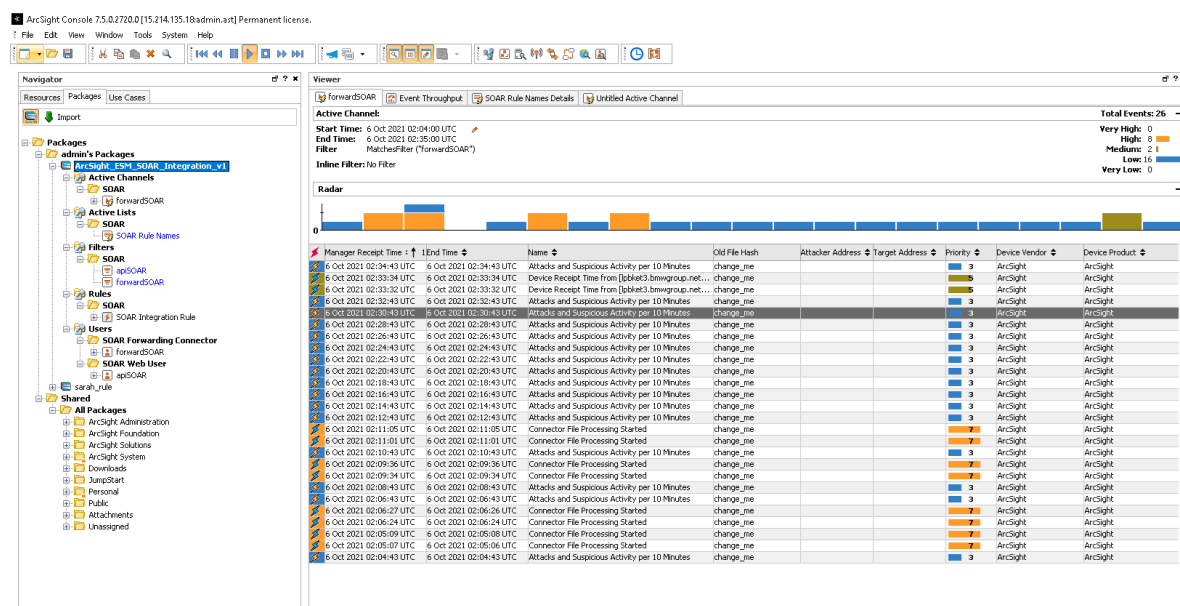 ArcSight Console 7.5.0.2720.0 [15.214.135.18:admin.ast] Permanent license.
File Edit View Window Tools System Help
Navigator
Resources Packages Use Cases
Import
Packages
admin's Packages
ArcSight_ESM_SOAR_Integration_v1
Active Channels
SOAR
forwardSOAR
Active Lists
SOAR
SOAR Rule Names
Filters
SOAR
apiSOAR
forwardSOAR
Rules
SOAR
SOAR Integration Rule
Users
SOAR Forwarding Connector
forwardSOAR
SOAR Web User
apiSOAR
sarah_rule
Shared
All Packages
ArcSight Administration
ArcSight Foundation
ArcSight Solutions
ArcSight System
Downloads
JumpStart
Personal
Public
Attachments
Unassigned
Viewer
forwardSOAR Event Throughput SOAR Rule Names Details Untitled Active Channel
Active Channel: Total Events: 26
Start Time: 6 Oct 2021 02:04:00 UTC Very High: 0
End Time: 6 Oct 2021 02:35:00 UTC High: 8
Filter MatchesFilter ("forwardSOAR") Medium: 2
Inline Filter: No Filter Low: 16
Very Low: 0
Radar
0
Manager Receipt Time 1 End Time Name Old File Hash Attacker Address Target Address Priority Device Vendor Device Product
6 Oct 2021 02:34:43 UTC 6 Oct 2021 02:34:43 UTC Attacks and Suspicious Activity per 10 Minutes change_me 3 ArcSight ArcSight
6 Oct 2021 02:33:34 UTC 6 Oct 2021 02:33:34 UTC Device Receipt Time from [lpbket3.bmwgroup.net... change_me 5 ArcSight ArcSight
6 Oct 2021 02:33:32 UTC 6 Oct 2021 02:33:32 UTC Device Receipt Time from [lpbket3.bmwgroup.net... change_me 5 ArcSight ArcSight
6 Oct 2021 02:32:43 UTC 6 Oct 2021 02:32:43 UTC Attacks and Suspicious Activity per 10 Minutes change_me 3 ArcSight ArcSight
6 Oct 2021 02:30:43 UTC 6 Oct 2021 02:30:43 UTC Attacks and Suspicious Activity per 10 Minutes change_me 3 ArcSight ArcSight
6 Oct 2021 02:28:43 UTC 6 Oct 2021 02:28:43 UTC Attacks and Suspicious Activity per 10 Minutes change_me 3 ArcSight ArcSight
6 Oct 2021 02:26:43 UTC 6 Oct 2021 02:26:43 UTC Attacks and Suspicious Activity per 10 Minutes change_me 3 ArcSight ArcSight
6 Oct 2021 02:24:43 UTC 6 Oct 2021 02:24:43 UTC Attacks and Suspicious Activity per 10 Minutes change_me 3 ArcSight ArcSight
6 Oct 2021 02:22:43 UTC 6 Oct 2021 02:22:43 UTC Attacks and Suspicious Activity per 10 Minutes change_me 3 ArcSight ArcSight
6 Oct 2021 02:20:43 UTC 6 Oct 2021 02:20:43 UTC Attacks and Suspicious Activity per 10 Minutes change_me 3 ArcSight ArcSight
6 Oct 2021 02:18:43 UTC 6 Oct 2021 02:18:43 UTC Attacks and Suspicious Activity per 10 Minutes change_me 3 ArcSight ArcSight
6 Oct 2021 02:16:43 UTC 6 Oct 2021 02:16:43 UTC Attacks and Suspicious Activity per 10 Minutes change_me 3 ArcSight ArcSight
6 Oct 2021 02:14:43 UTC 6 Oct 2021 02:14:43 UTC Attacks and Suspicious Activity per 10 Minutes change_me 3 ArcSight ArcSight
6 Oct 2021 02:12:43 UTC 6 Oct 2021 02:12:43 UTC Attacks and Suspicious Activity per 10 Minutes change_me 3 ArcSight ArcSight
6 Oct 2021 02:11:05 UTC 6 Oct 2021 02:11:05 UTC Connector File Processing Started change_me 7 ArcSight ArcSight
6 Oct 2021 02:11:01 UTC 6 Oct 2021 02:11:01 UTC Connector File Processing Started change_me 7 ArcSight ArcSight
6 Oct 2021 02:10:43 UTC 6 Oct 2021 02:10:43 UTC Attacks and Suspicious Activity per 10 Minutes change_me 3 ArcSight ArcSight
6 Oct 2021 02:09:36 UTC 6 Oct 2021 02:09:36 UTC Connector File Processing Started change_me 7 ArcSight ArcSight
6 Oct 2021 02:09:34 UTC 6 Oct 2021 02:09:34 UTC Connector File Processing Started change_me 7 ArcSight ArcSight
6 Oct 2021 02:08:43 UTC 6 Oct 2021 02:08:43 UTC Attacks and Suspicious Activity per 10 Minutes change_me 3 ArcSight ArcSight
6 Oct 2021 02:06:43 UTC 6 Oct 2021 02:06:43 UTC Attacks and Suspicious Activity per 10 Minutes change_me 3 ArcSight ArcSight
6 Oct 2021 02:06:27 UTC 6 Oct 2021 02:06:26 UTC Connector File Processing Started change_me 7 ArcSight ArcSight
6 Oct 2021 02:06:24 UTC 6 Oct 2021 02:06:24 UTC Connector File Processing Started change_me 7 ArcSight ArcSight
6 Oct 2021 02:05:09 UTC 6 Oct 2021 02:05:08 UTC Connector File Processing Started change_me 7 ArcSight ArcSight
6 Oct 2021 02:05:07 UTC 6 Oct 2021 02:05:06 UTC Connector File Processing Started change_me 7 ArcSight ArcSight
6 Oct 2021 02:04:43 UTC 6 Oct 2021 02:04:43 UTC Attacks and Suspicious Activity per 10 Minutes change_me 3 ArcSight ArcSight